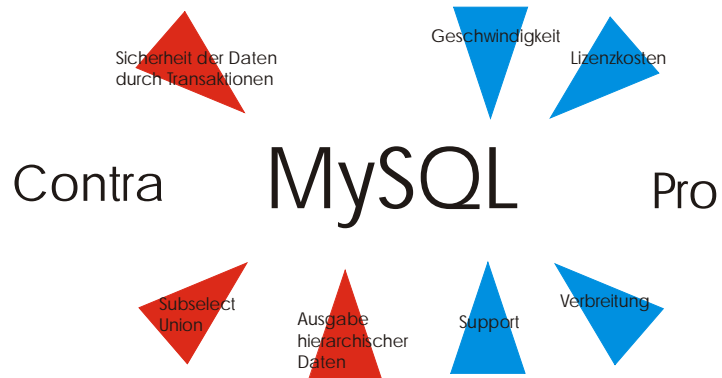 Sicherheit der Daten
durch Transaktionen
Geschwindigkeit
Lizenzkosten
Contra
MySQL
Pro
Subselect
Union
Ausgabe
hierarchischer
Daten
Support
Verbreitung